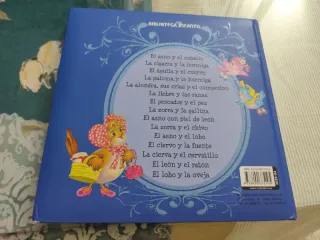 BIBLIOTECA INFANTIL
El asno y el caballo
La cigarra y la hormiga
El águila y el cuervo
La paloma y la hormiga
La alondra, sus crías y el campesino
La liebre y las ranas
El pescador y el pez
La zorra y la gallina
El asno con piel de león
La zorra y el chivo
El asno y el lobo
El ciervo y la fuente
La cierva y el cervatillo
El león y el ratón
El lobo y la oveja